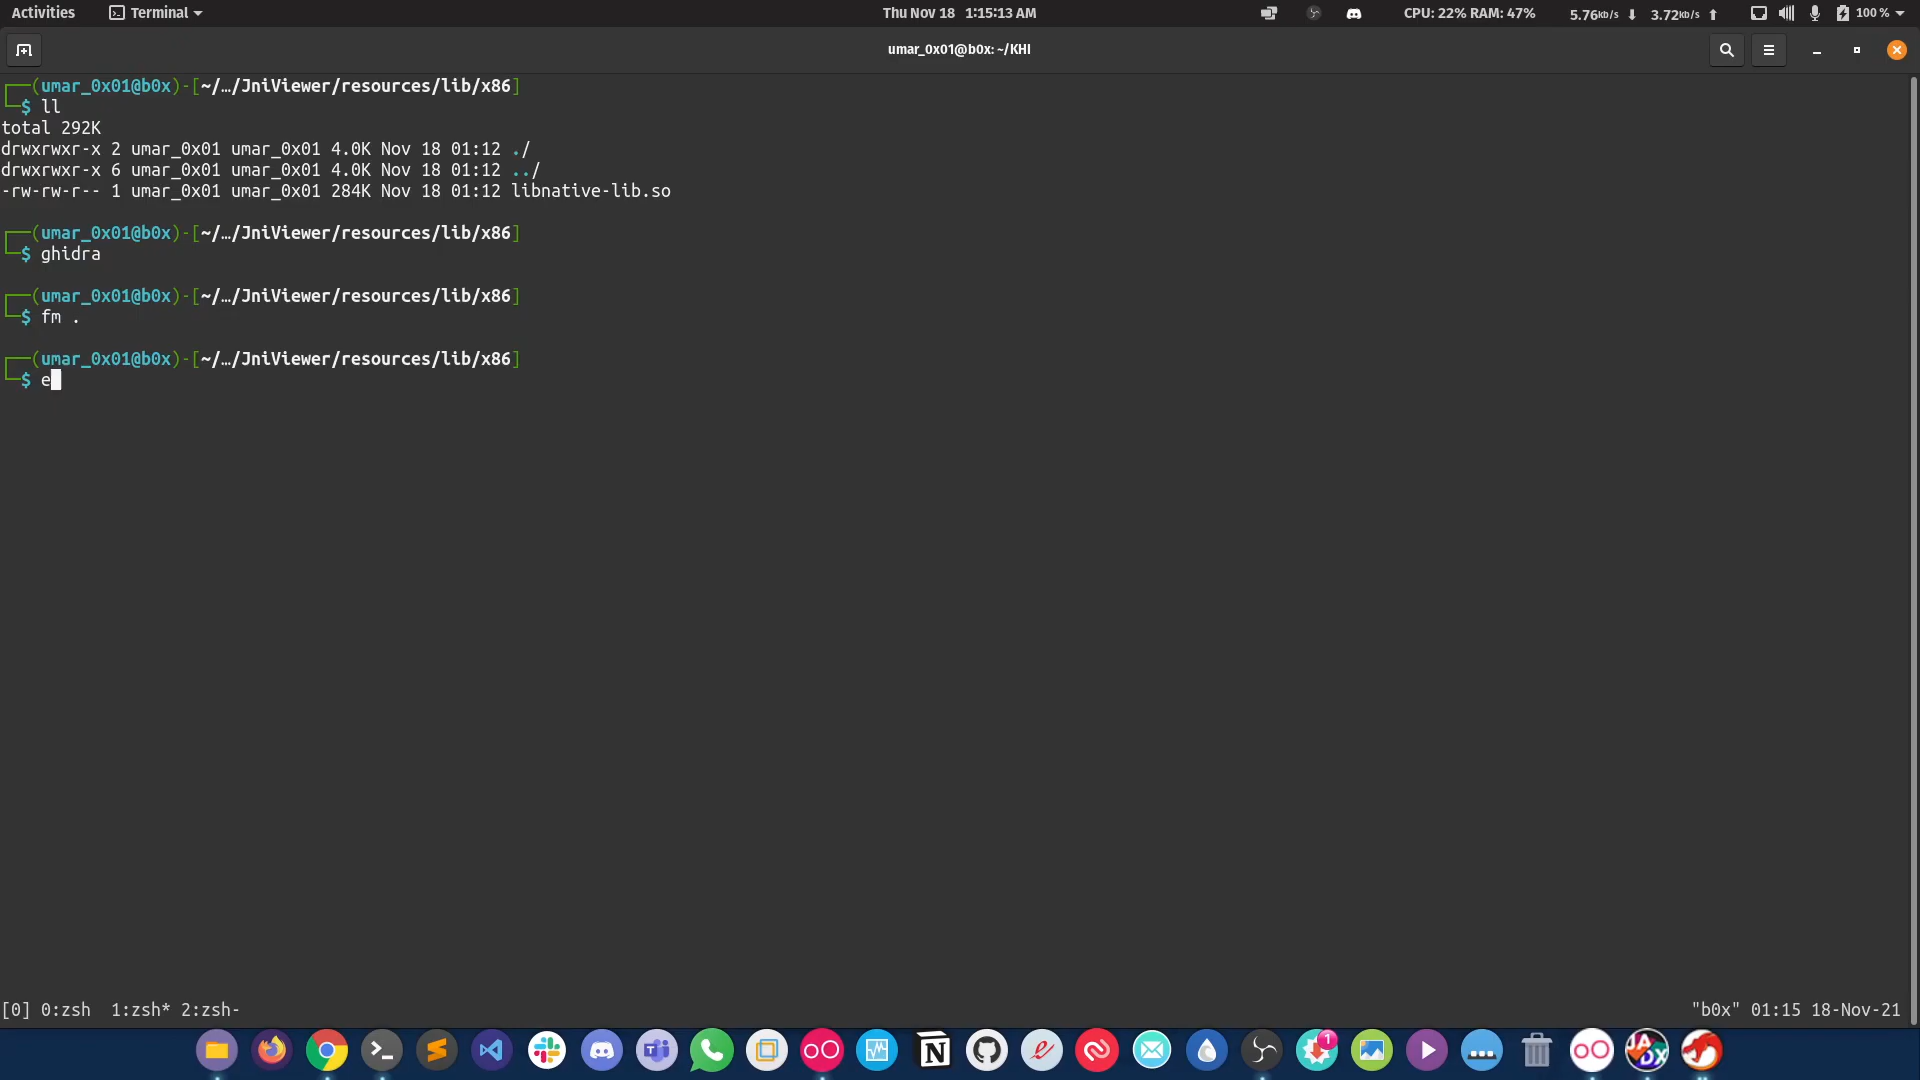 Activities Terminal Thu Nov 18 1:15:13 AM CPU: 22% RAM: 47% 5.76kb/s ⬇ 3.72kb/s ⬆ 100 %
umar_0x01@b0x: ~/KHI
┌──(umar_0x01@b0x)-[~/…/JniViewer/resources/lib/x86]
└─$ ll
total 292K
drwxrwxr-x 2 umar_0x01 umar_0x01 4.0K Nov 18 01:12 ./
drwxrwxr-x 6 umar_0x01 umar_0x01 4.0K Nov 18 01:12 ../
-rw-rw-r-- 1 umar_0x01 umar_0x01 284K Nov 18 01:12 libnative-lib.so
┌──(umar_0x01@b0x)-[~/…/JniViewer/resources/lib/x86]
└─$ ghidra
┌──(umar_0x01@b0x)-[~/…/JniViewer/resources/lib/x86]
└─$ fm .
┌──(umar_0x01@b0x)-[~/…/JniViewer/resources/lib/x86]
└─$ e
[0] 0:zsh 1:zsh* 2:zsh- "b0x" 01:15 18-Nov-21
1